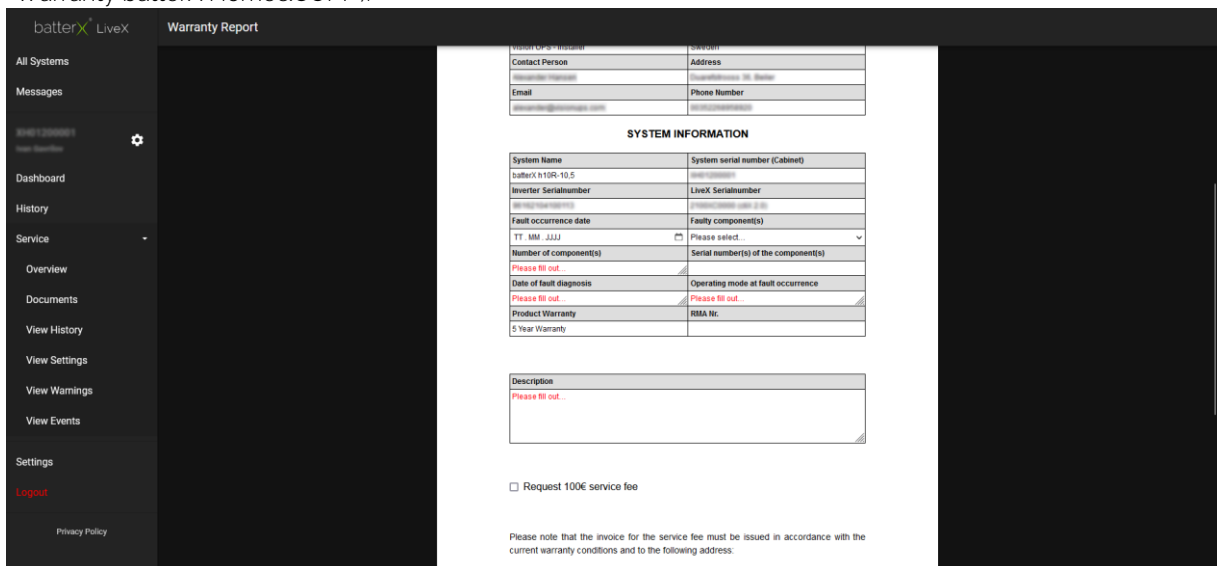 batterX LiveX
Warranty Report
All Systems
Messages
Dashboard
History
Service
Overview
Documents
View History
View Settings
View Warnings
View Events
Settings
Logout
Privacy Policy
Vision UPS - Installer Sweden
Contact Person Address
Email Phone Number
SYSTEM INFORMATION
System Name System serial number (Cabinet)
batterX h10R-10,5
Inverter Serialnumber LiveX Serialnumber
Fault occurrence date Faulty component(s)
TT . MM . JJJJ Please select...
Number of component(s) Serial number(s) of the component(s)
Please fill out...
Date of fault diagnosis Operating mode at fault occurrence
Please fill out... Please fill out...
Product Warranty RMA Nr.
5 Year Warranty
Description
Please fill out...
Request 100€ service fee
Please note that the invoice for the service fee must be issued in accordance with the
current warranty conditions and to the following address: